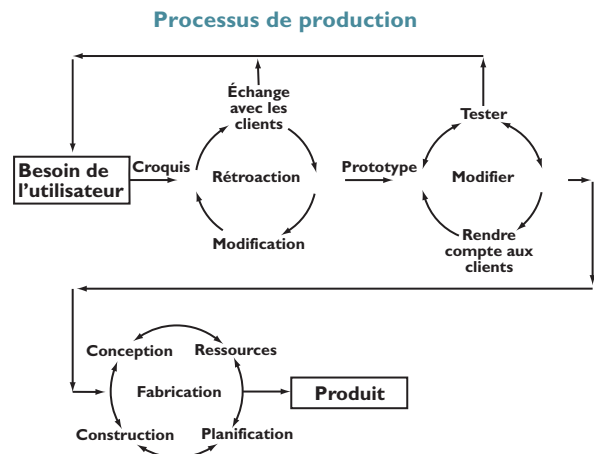 Processus de production
Échange
avec les
clients
Tester
Besoin de
l'utilisateur
Croquis
Rétroaction
Prototype
Modifier
Modification
Rendre
compte aux
clients
Conception
Ressources
Fabrication
Produit
Construction
Planification